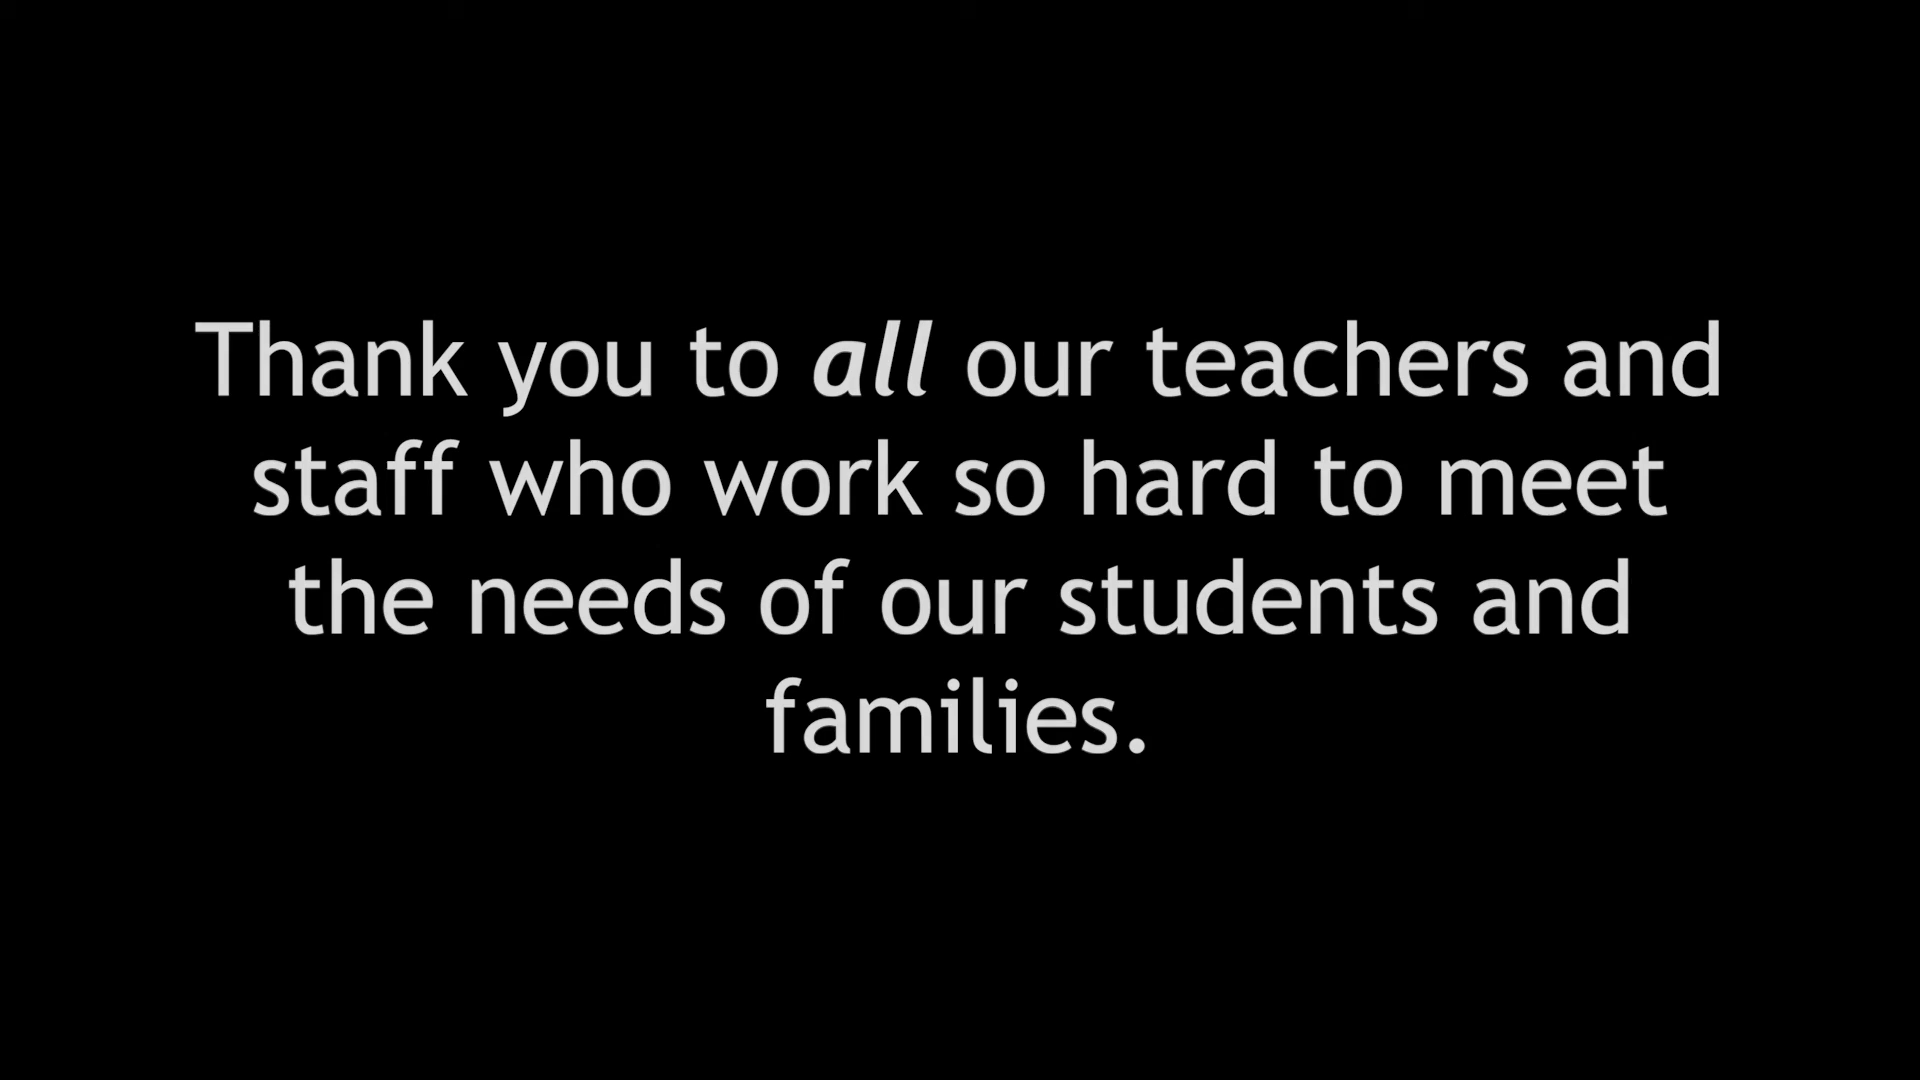 Thank you to all our teachers and
staff who work so hard to meet
the needs of our students and
families.